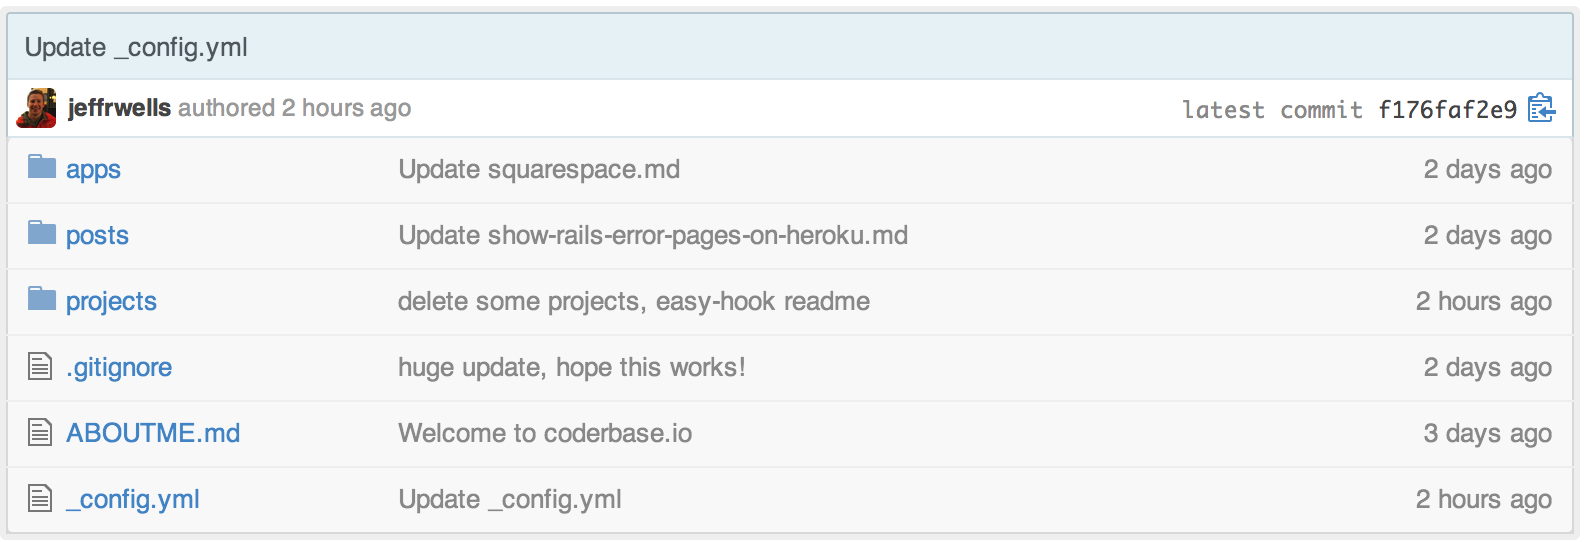 Update _config.yml
jeffrwells authored 2 hours ago latest commit f176faf2e9
apps Update squarespace.md 2 days ago
posts Update show-rails-error-pages-on-heroku.md 2 days ago
projects delete some projects, easy-hook readme 2 hours ago
.gitignore huge update, hope this works! 2 days ago
ABOUTME.md Welcome to coderbase.io 3 days ago
_config.yml Update _config.yml 2 hours ago